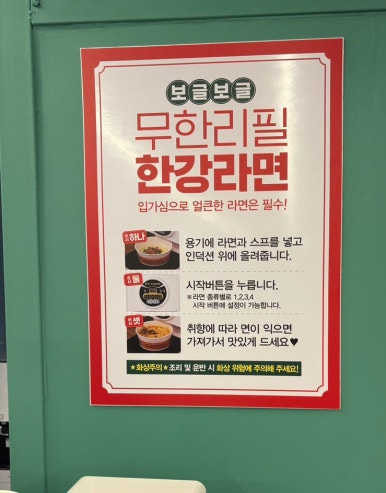 보글보글
무한리필
한강라면
입가심으로 얼큰한 라면은 필수!
하나
용기에 라면과 스프를 넣고
인덕션 위에 올려줍니다.
둘
시작버튼을 누릅니다.
※라면 종류별로 1,2,3,4
시작 버튼에 설정이 가능합니다.
셋
취향에 따라 면이 익으면
가져가서 맛있게 드세요♥
★화상주의★ 조리 및 운반 시 화상 위험에 주의해 주세요!